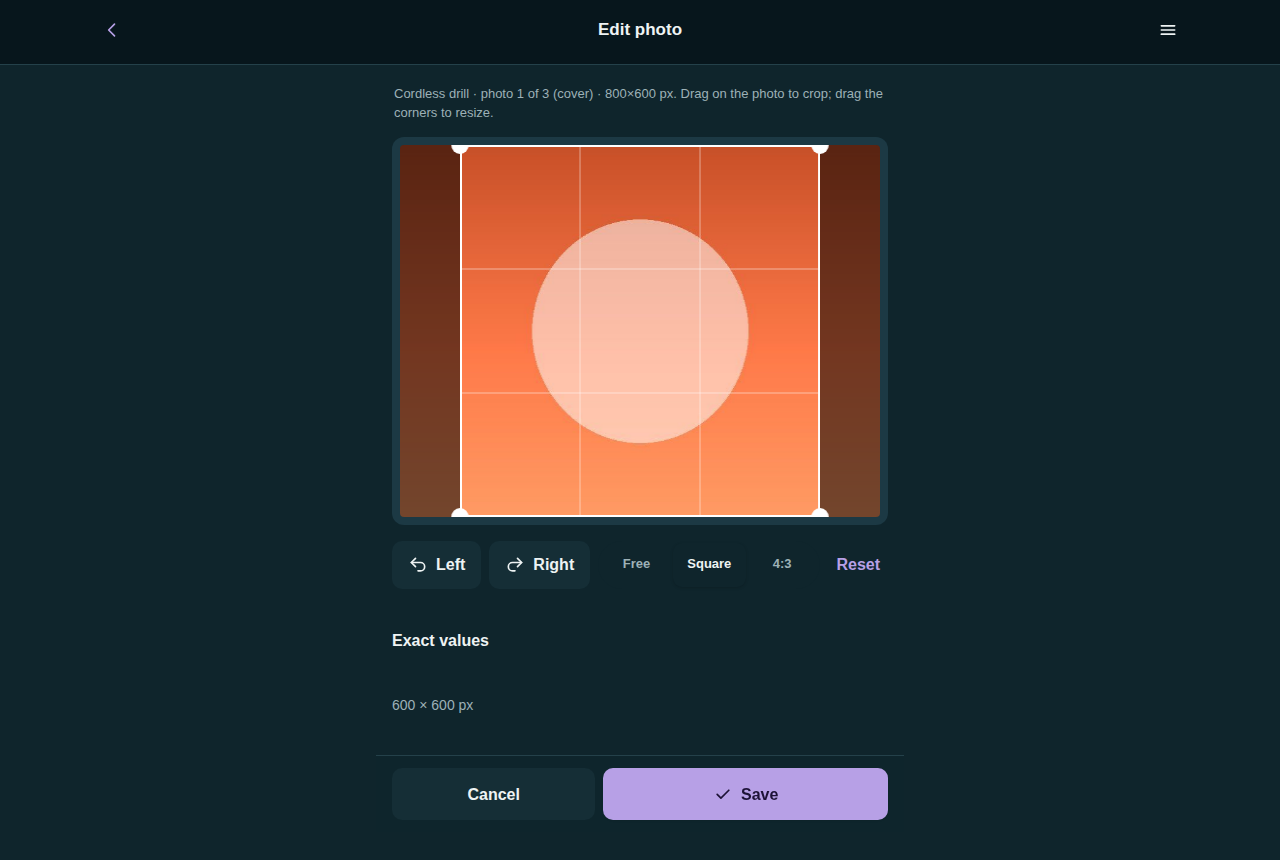 Edit photo
Cordless drill · photo 1 of 3 (cover) · 800×600 px. Drag on the photo to crop; drag the
corners to resize.
Left
Right
Free
Square
4:3
Reset
Exact values
600 × 600 px
Cancel
Save